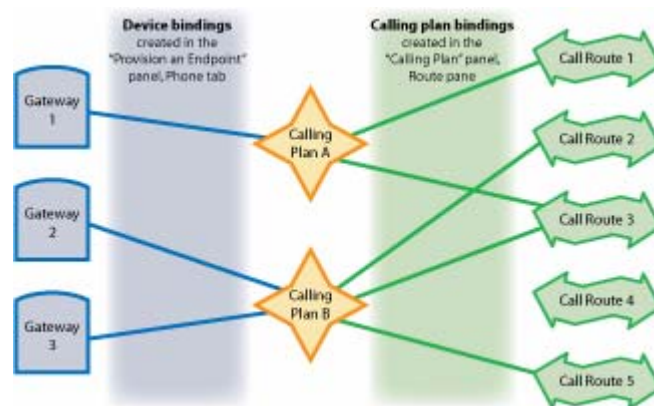 Device bindings
created in the
"Provision an Endpoint"
panel, Phone tab
Calling plan bindings
created in the
"Calling Plan" panel,
Route pane
Gateway
1
Gateway
2
Gateway
3
Calling
Plan A
Calling
Plan B
Call Route 1
Call Route 2
Call Route 3
Call Route 4
Call Route 5